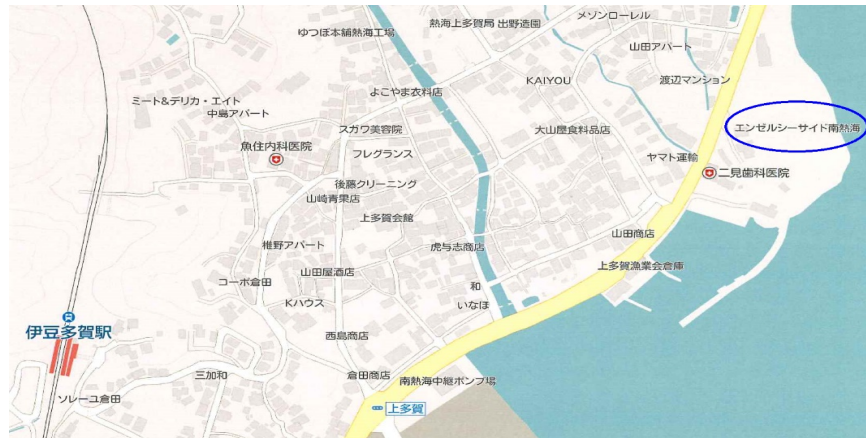 ゆつぼ本舗熱海工場
熱海上多賀局
出野造園
メゾンローレル
山田アパート
KAIYOU
渡辺マンション
よこやま衣料店
ミート&デリカ・エイト
中島アパート
スガワ美容院
大山屋食料品店
エンゼルシーサイド南熱海
魚住内科医院
フレグランス
ヤマト運輸
二見歯科医院
後藤クリーニング
山崎青果店
上多賀会館
山田商店
椎野アパート
虎与志商店
上多賀漁業会倉庫
山田屋酒店
コーポ倉田
和
Kハウス
いなほ
伊豆多賀駅
西島商店
三加和
倉田商店
南熱海中継ポンプ場
ソレーユ倉田
上多賀